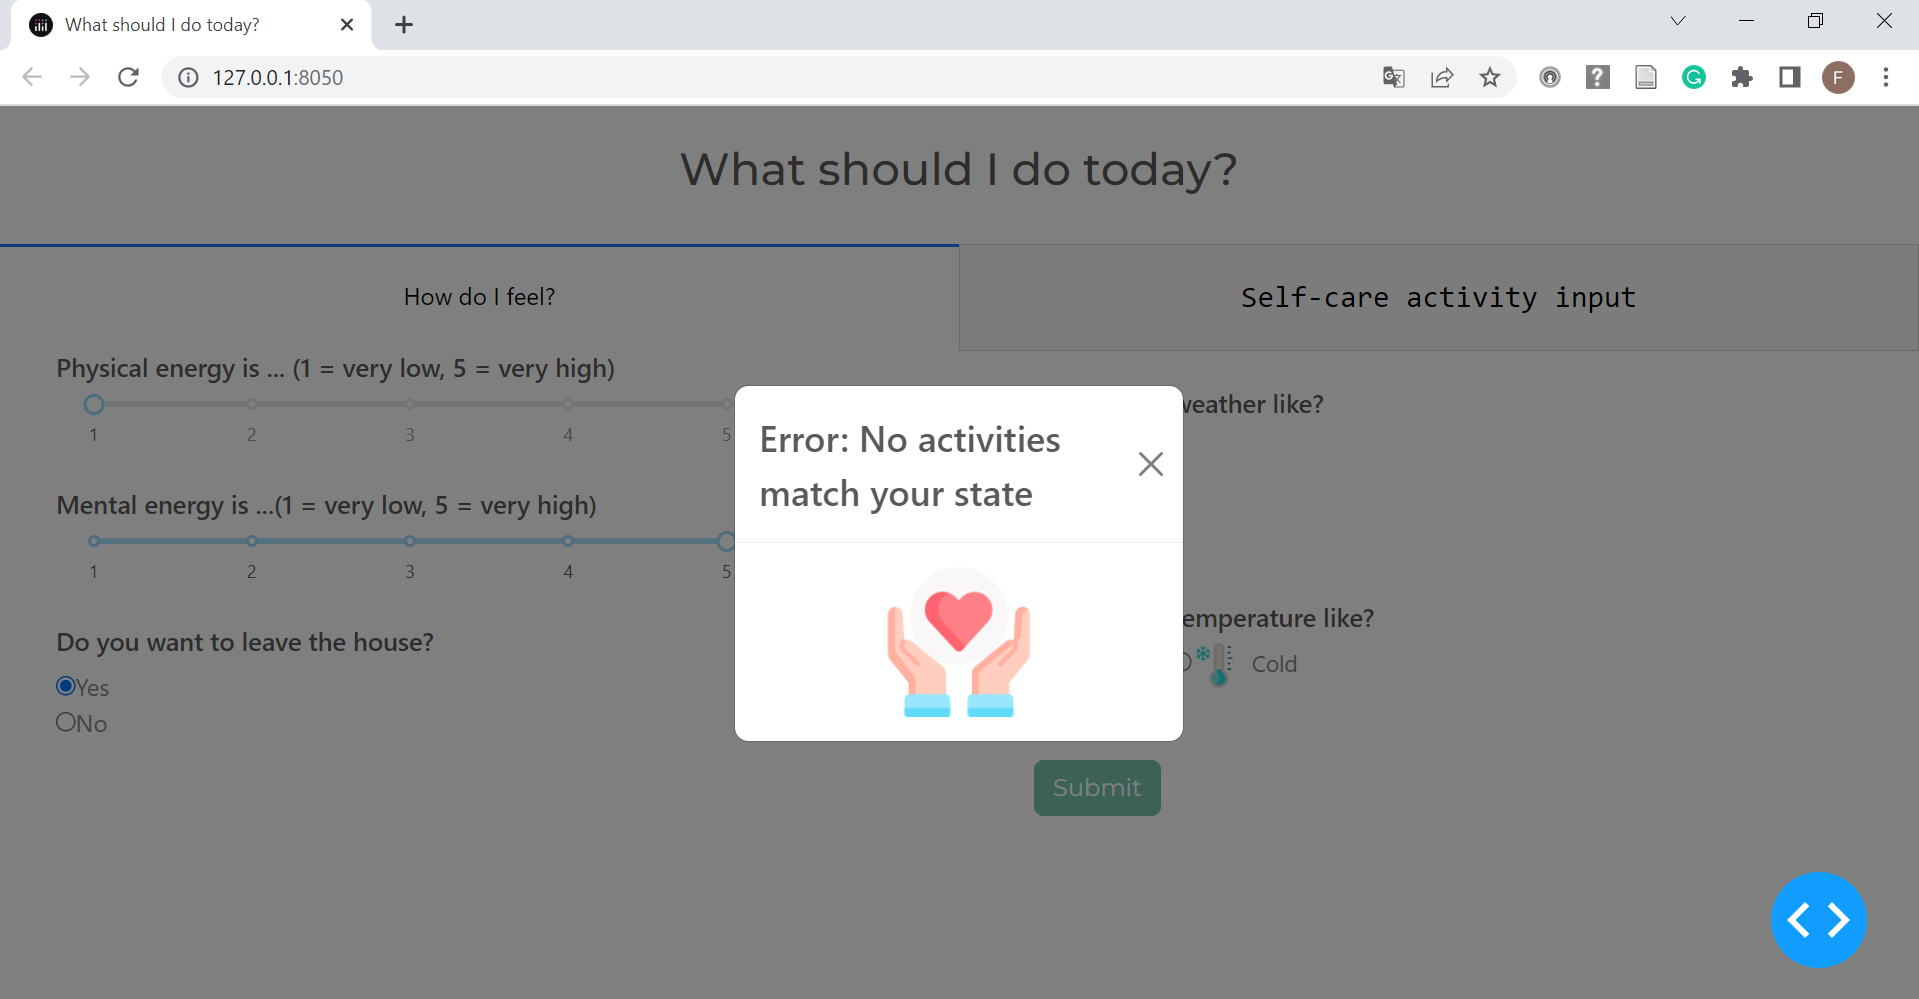 What should I do today?
127.0.0.1:8050
F
What should I do today?
How do I feel?
Self-care activity input
Physical energy is ... (1 = very low, 5 = very high)
1 2 3 4 5
Mental energy is ...(1 = very low, 5 = very high)
1 2 3 4 5
Do you want to leave the house?
Yes
No
Error: No activities
match your state
like?
like?
Cold
Submit